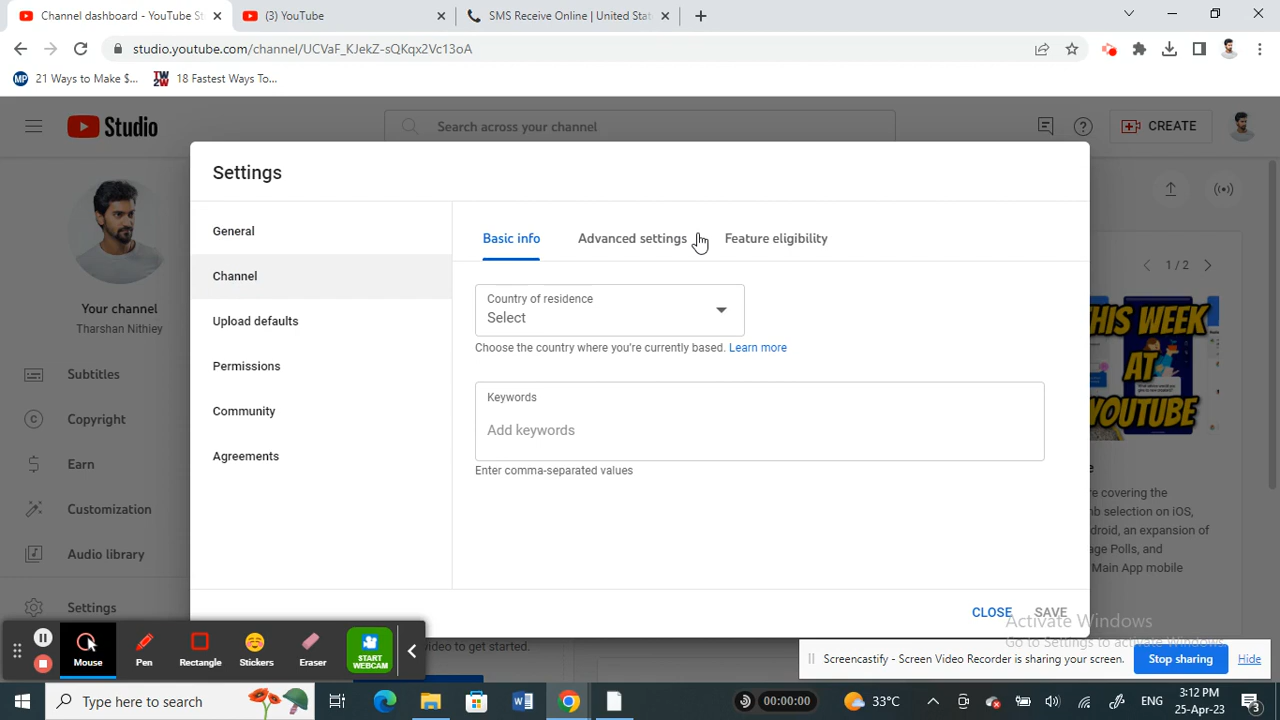 Channel dashboard - YouTube St
(3) YouTube
SMS Receive Online | United Stat
studio.youtube.com/channel/UCVaF_KJekZ-sQKqx2Vc13oA
MP 21 Ways to Make $...
TW2W 18 Fastest Ways To...
Studio
Search across your channel
CREATE
Settings
General
Channel
Upload defaults
Permissions
Community
Agreements
Basic info
Advanced settings
Feature eligibility
Country of residence
Select
Choose the country where you're currently based. Learn more
Keywords
Add keywords
Enter comma-separated values
CLOSE
SAVE
Your channel
Tharshan Nithiey
Subtitles
Copyright
Earn
Customization
Audio library
Settings
1 / 2
THIS WEEK
AT
YOUTUBE
e
re covering the
nb selection on iOS,
droid, an expansion of
age Polls, and
Main App mobile
video to get started.
Activate Windows
Go to Settings to activate Windows.
Mouse
Pen
Rectangle
Stickers
Eraser
START
WEBCAM
Screencastify - Screen Video Recorder is sharing your screen.
Stop sharing
Hide
Type here to search
00:00:00
33°C
ENG
3:12 PM
25-Apr-23
3